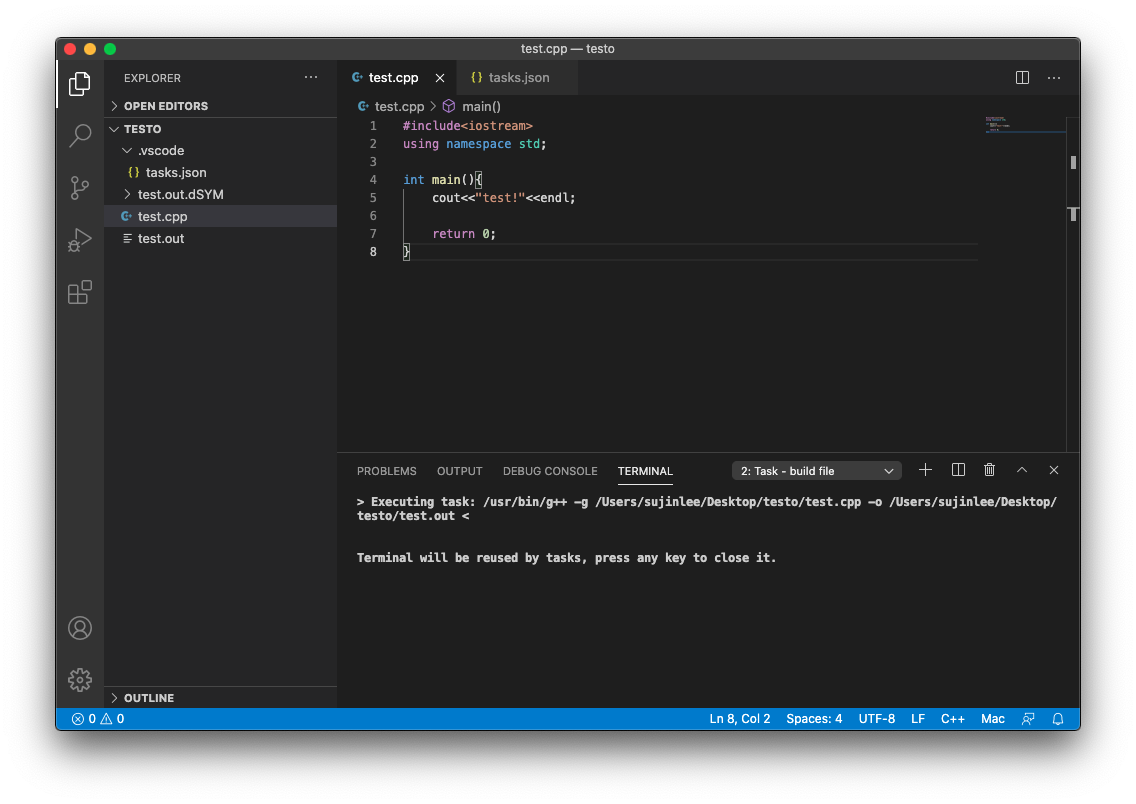 test.cpp — testo
EXPLORER
OPEN EDITORS
TESTO
.vscode
{} tasks.json
test.out.dSYM
test.cpp
test.out
OUTLINE
test.cpp
{} tasks.json
test.cpp > main()
1 #include<iostream>
2 using namespace std;
3
4 int main(){
5 cout<<"test!"<<endl;
6
7 return 0;
8 }
PROBLEMS OUTPUT DEBUG CONSOLE TERMINAL 2: Task - build file
> Executing task: /usr/bin/g++ -g /Users/sujinlee/Desktop/testo/test.cpp -o /Users/sujinlee/Desktop/
testo/test.out <
Terminal will be reused by tasks, press any key to close it.
0 0 Ln 8, Col 2 Spaces: 4 UTF-8 LF C++ Mac